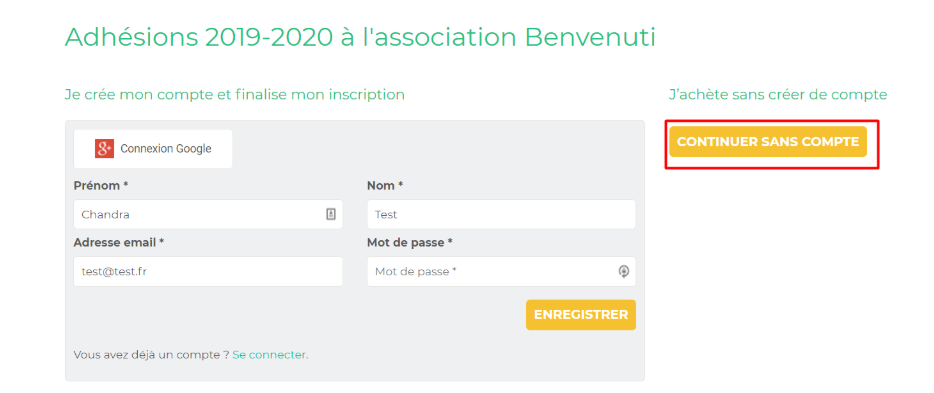 Adhésions 2019-2020 à l'association Benvenuti
Je crée mon compte et finalise mon inscription
J'achète sans créer de compte
Connexion Google
CONTINUER SANS COMPTE
Prénom *
Nom *
Chandra
Test
Adresse email *
Mot de passe *
test@test.fr
Mot de passe *
ENREGISTRER
Vous avez déjà un compte ? Se connecter.